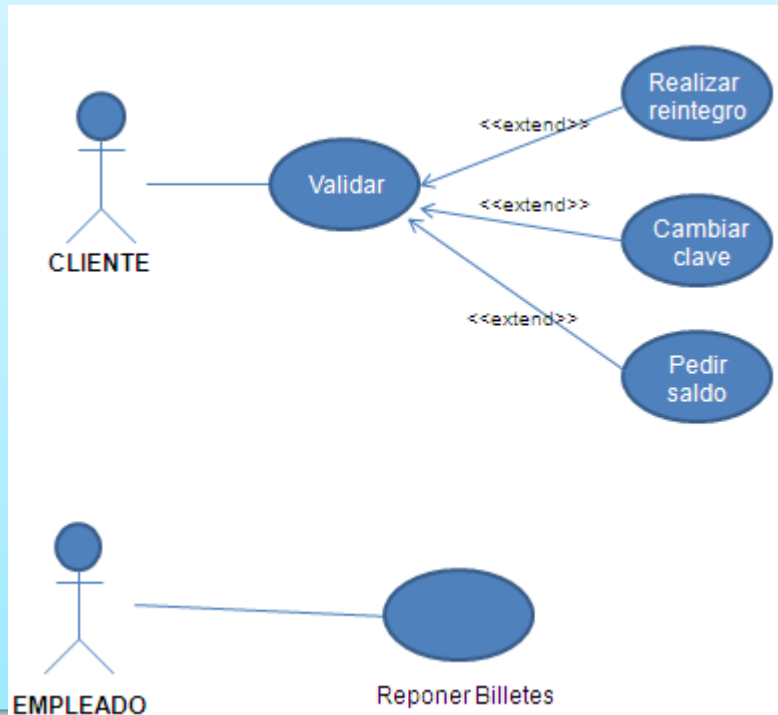 Realizar
reintegro
<<extend>>
Validar
<<extend>>
Cambiar
clave
CLIENTE
<<extend>>
Pedir
saldo
Reponer Billetes
EMPLEADO